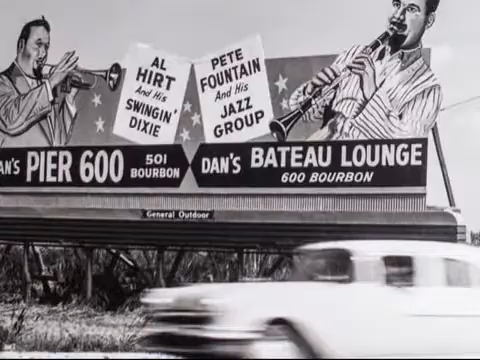 AL
HIRT
And His
SWINGIN'
DIXIE
PETE
FOUNTAIN
And His
JAZZ
GROUP
AN'S PIER 600 501 BOURBON
DAN'S BATEAU LOUNGE
600 BOURBON
General Outdoor